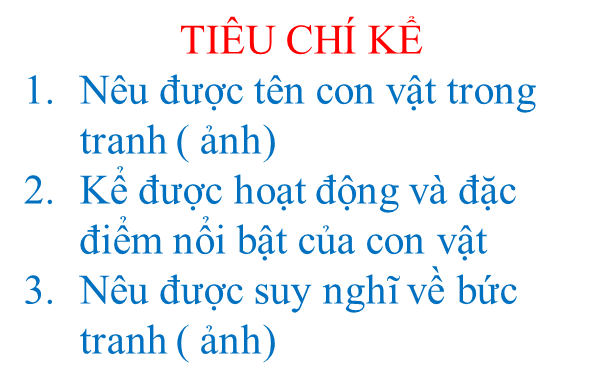 TIÊU CHÍ KỂ
1. Nêu được tên con vật trong
tranh ( ảnh)
2. Kể được hoạt động và đặc
điểm nổi bật của con vật
3. Nêu được suy nghĩ về bức
tranh ( ảnh)